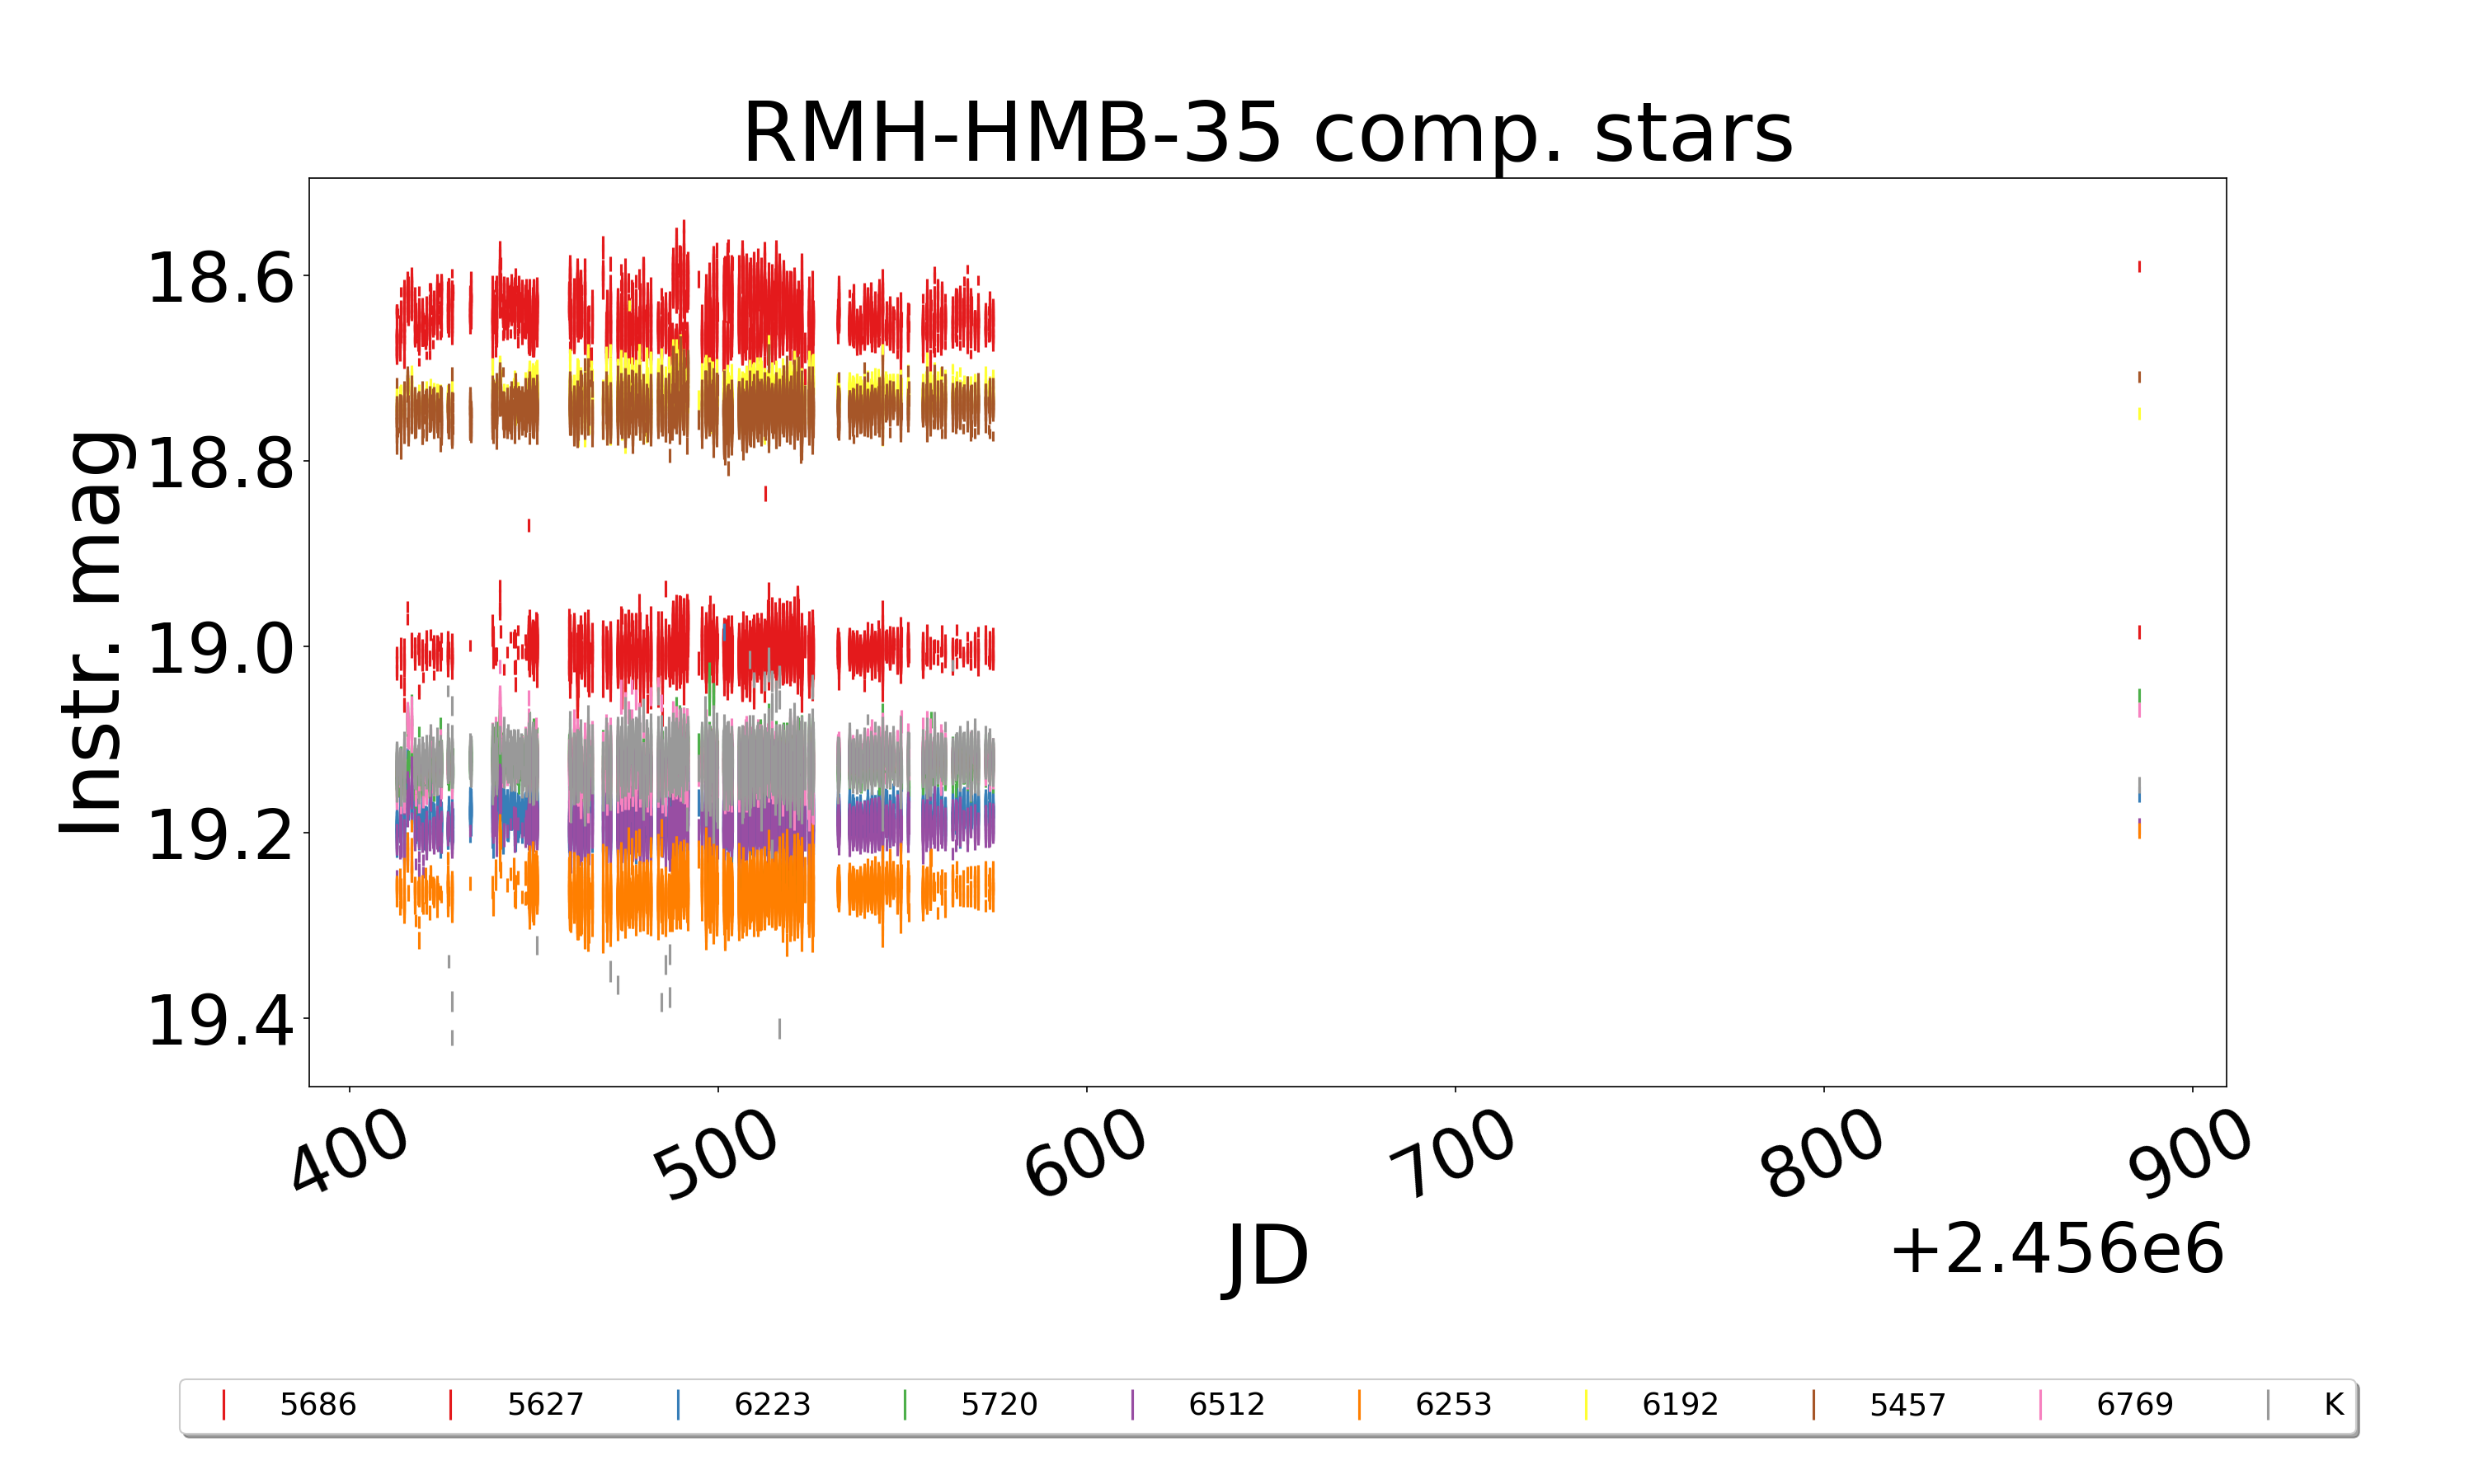 RMH-HMB-35 comp. stars
Instr. mag
18.6
18.8
19.0
19.2
19.4
400 500 600 700 800 900
JD
+2.456e6
5686 5627 6223 5720 6512 6253 6192 5457 6769 K